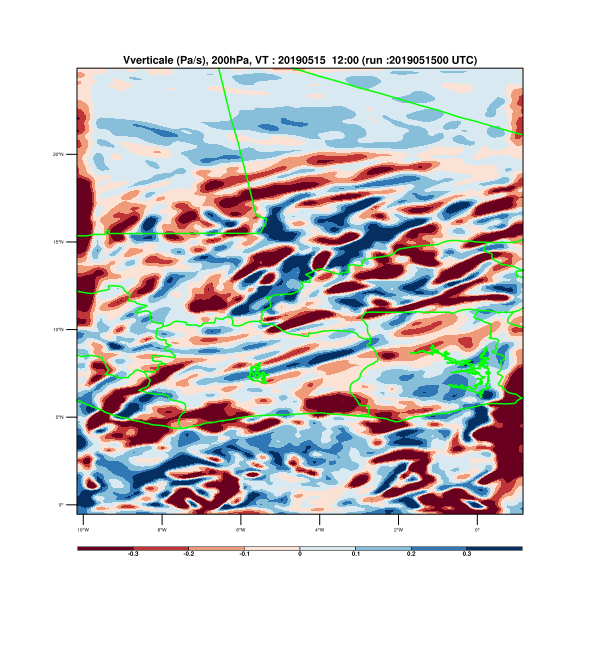 Vverticale (Pa/s), 200hPa, VT : 20190515 12:00 (run :2019051500 UTC)
20°N
15°N
10°N
5°N
0°
10°W 8°W 6°W 4°W 2°W 0°
-0.3 -0.2 -0.1 0 0.1 0.2 0.3